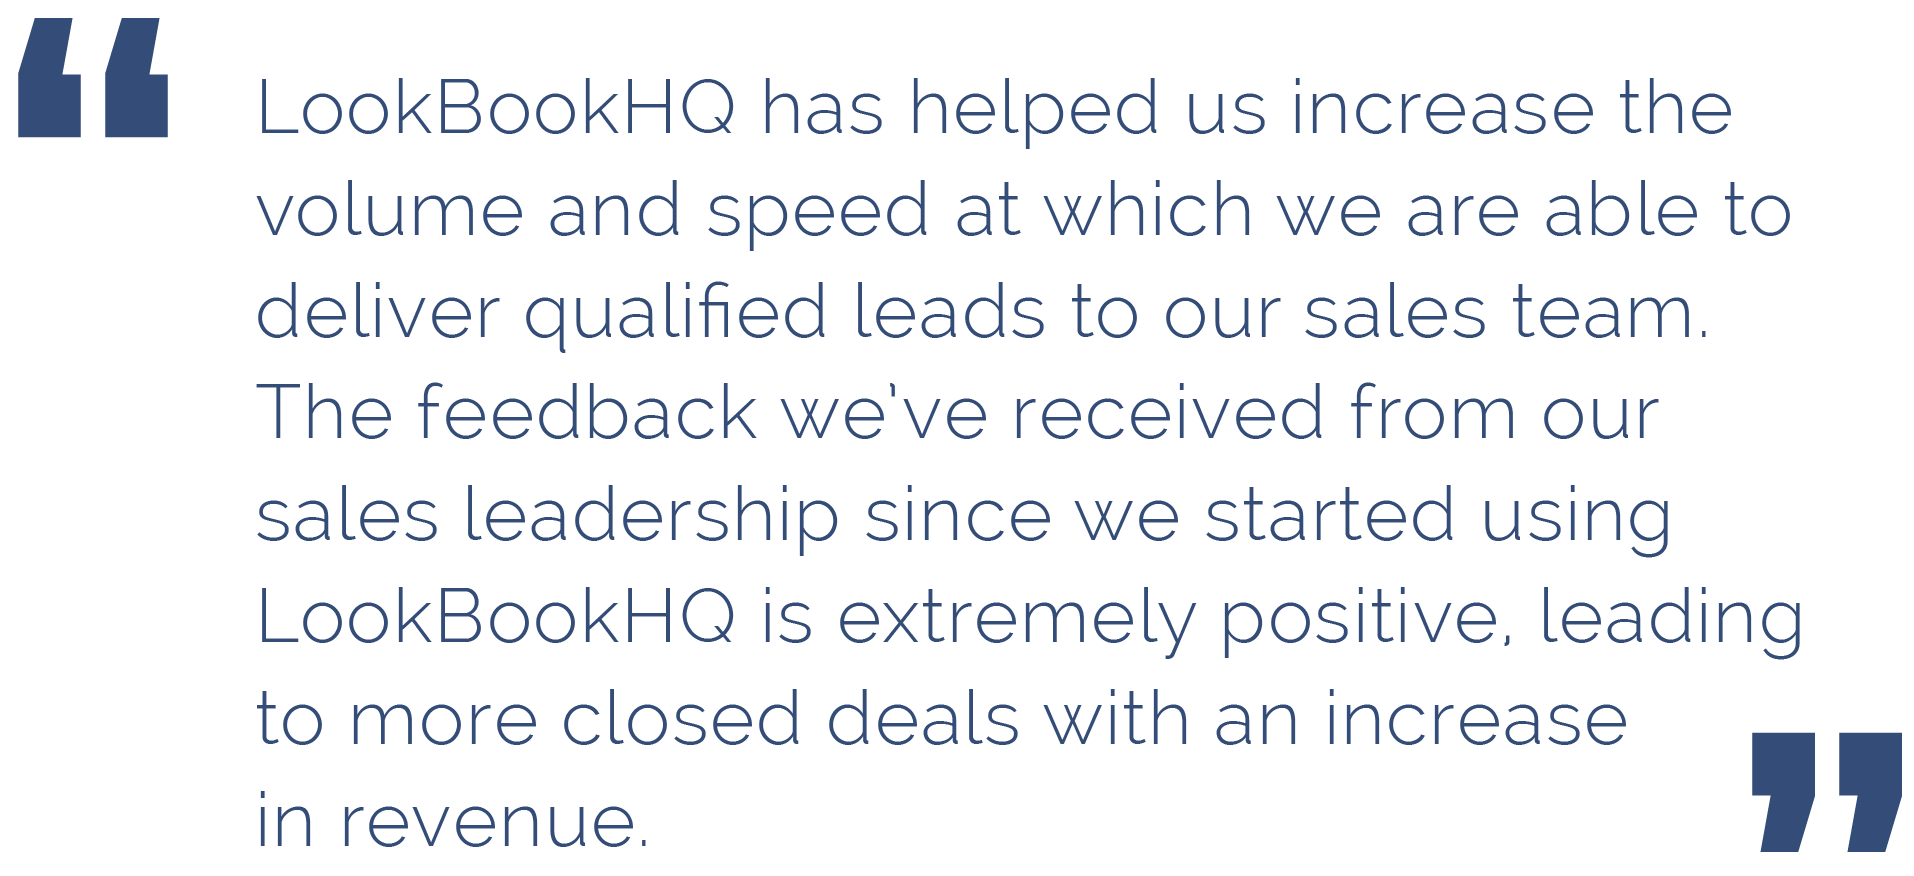 “LookBookHQ has helped us increase the
volume and speed at which we are able to
deliver qualified leads to our sales team.
The feedback we’ve received from our
sales leadership since we started using
LookBookHQ is extremely positive, leading
to more closed deals with an increase
in revenue.”